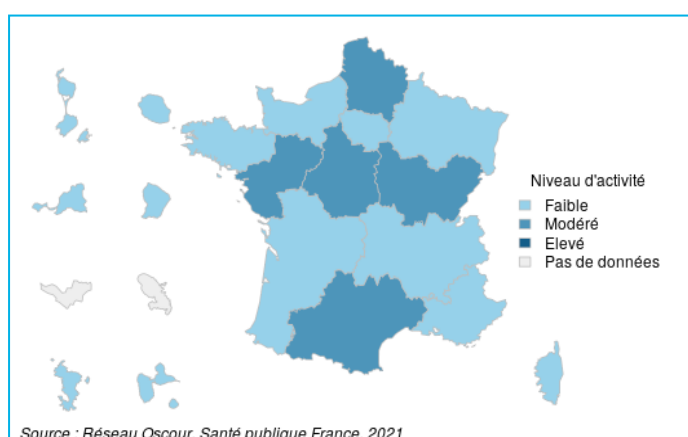 Niveau d'activité
Faible
Modéré
Elevé
Pas de données
Source : Réseau Oscour, Santé publique France, 2021